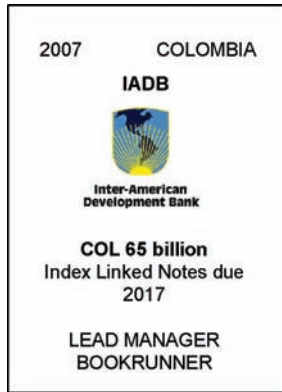 2007 COLOMBIA
IADB
Inter-American
Development Bank
COL 65 billion
Index Linked Notes due
2017
LEAD MANAGER
BOOKRUNNER